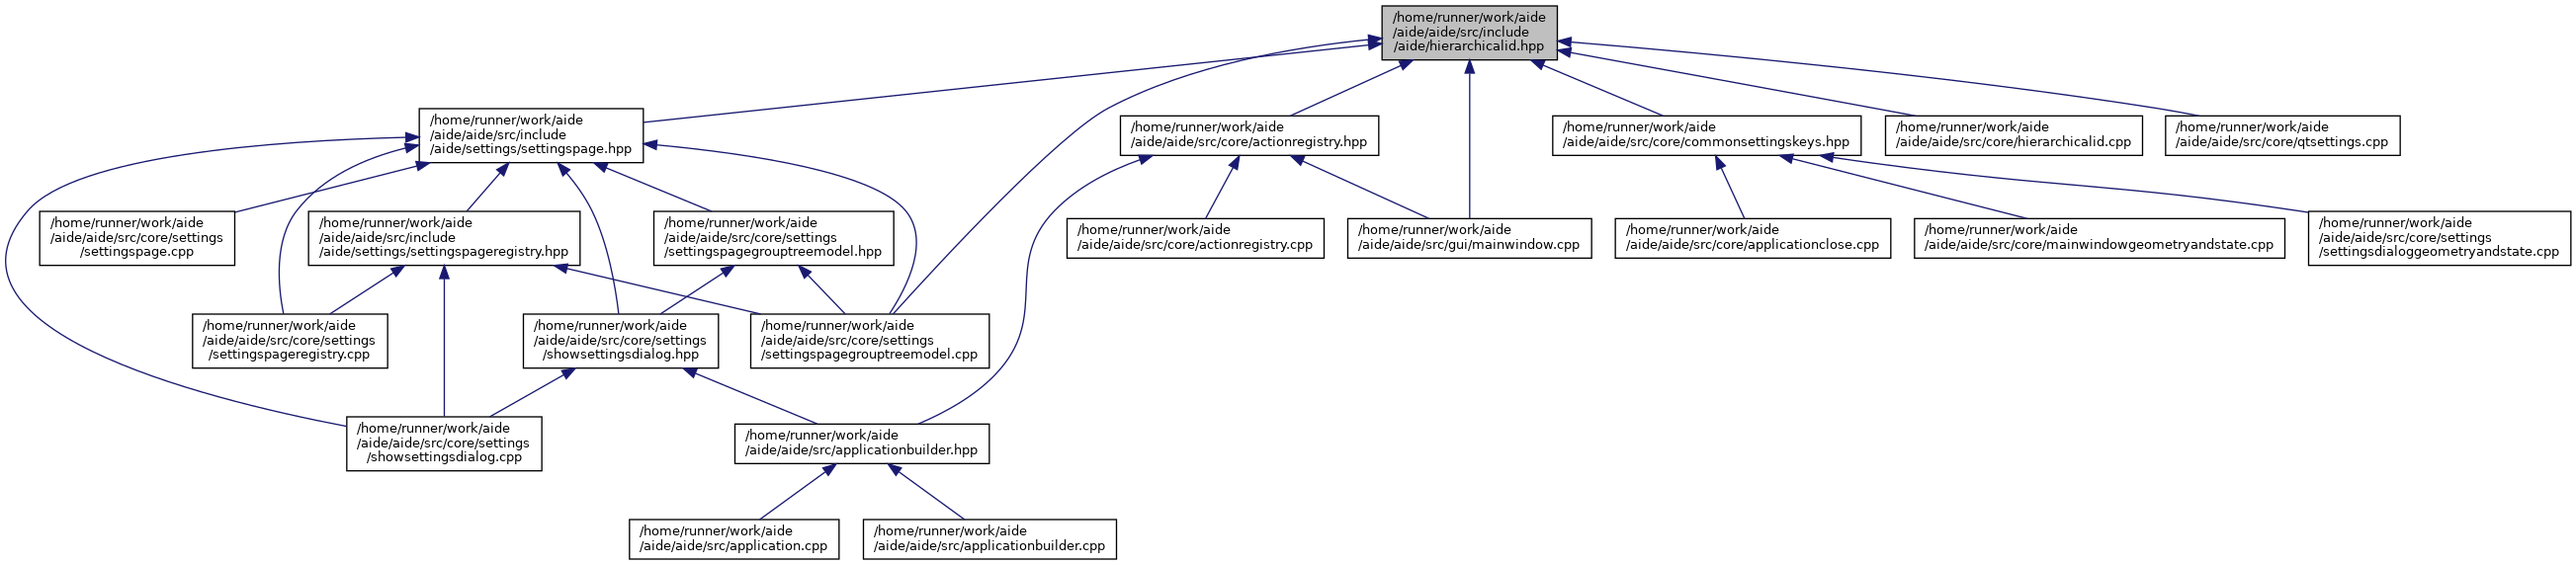 /home/runner/work/aide
/aide/aide/src/include
/aide/hierarchicalid.hpp
/home/runner/work/aide
/aide/aide/src/include
/aide/settings/settingspage.hpp
/home/runner/work/aide
/aide/aide/src/core/actionregistry.hpp
/home/runner/work/aide
/aide/aide/src/core/commonsettingskeys.hpp
/home/runner/work/aide
/aide/aide/src/core/hierarchicalid.cpp
/home/runner/work/aide
/aide/aide/src/core/qtsettings.cpp
/home/runner/work/aide
/aide/aide/src/core/settings
/settingspage.cpp
/home/runner/work/aide
/aide/aide/src/include
/aide/settings/settingspageregistry.hpp
/home/runner/work/aide
/aide/aide/src/core/settings
/settingspagegrouptreemodel.hpp
/home/runner/work/aide
/aide/aide/src/core/actionregistry.cpp
/home/runner/work/aide
/aide/aide/src/gui/mainwindow.cpp
/home/runner/work/aide
/aide/aide/src/core/applicationclose.cpp
/home/runner/work/aide
/aide/aide/src/core/mainwindowgeometryandstate.cpp
/home/runner/work/aide
/aide/aide/src/core/settings
/settingsdialoggeometryandstate.cpp
/home/runner/work/aide
/aide/aide/src/core/settings
/settingspageregistry.cpp
/home/runner/work/aide
/aide/aide/src/core/settings
/showsettingsdialog.hpp
/home/runner/work/aide
/aide/aide/src/core/settings
/settingspagegrouptreemodel.cpp
/home/runner/work/aide
/aide/aide/src/core/settings
/showsettingsdialog.cpp
/home/runner/work/aide
/aide/aide/src/applicationbuilder.hpp
/home/runner/work/aide
/aide/aide/src/application.cpp
/home/runner/work/aide
/aide/aide/src/applicationbuilder.cpp